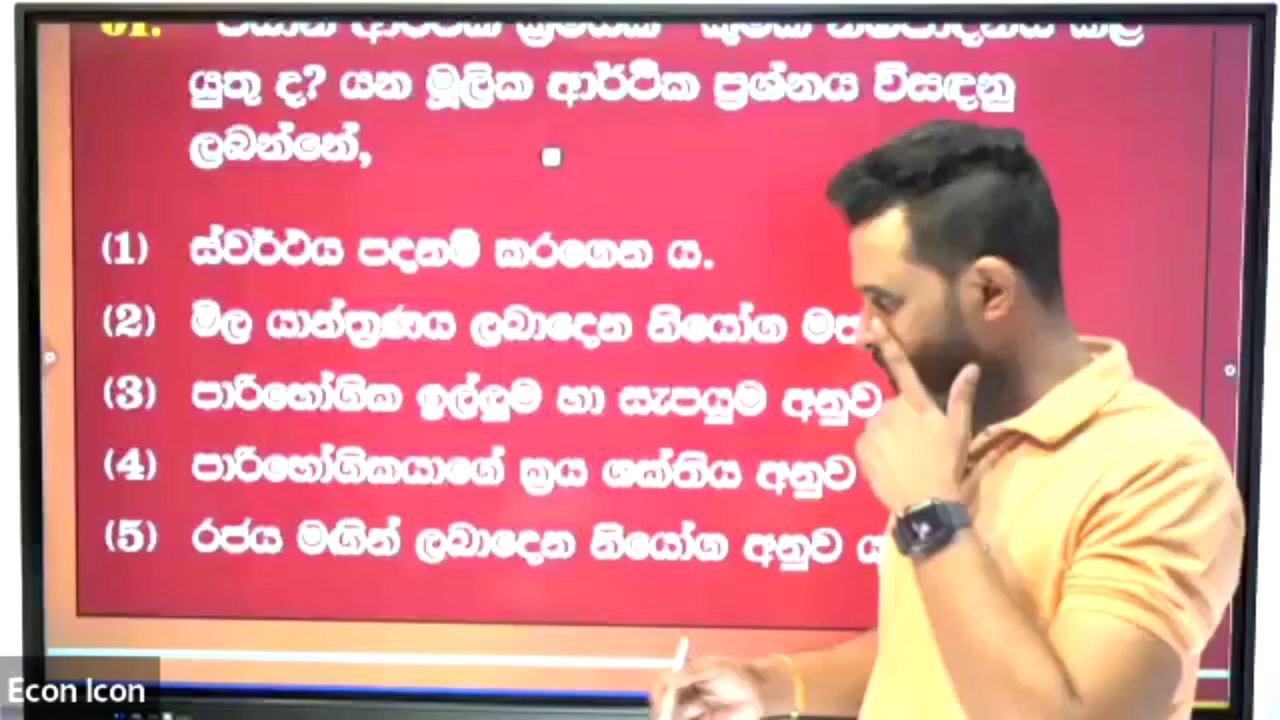 01.
යුතු ද? යන මූලික ආර්ථික ප්‍රශ්නය විසඳනු
ලබන්නේ,
(1) ස්වර්ථය පදනම් කරගෙන ය.
(2) මිල යාන්ත්‍රණය ලබාදෙන නියෝග
(3) පාරිභෝගික ඉල්ලුම හා සැපයුම අනුව
(4) පාරිභෝගිකයාගේ ක්‍රය ශක්තිය අනුව
(5) රජය මඟින් ලබාදෙන නියෝග අනුව
Econ Icon